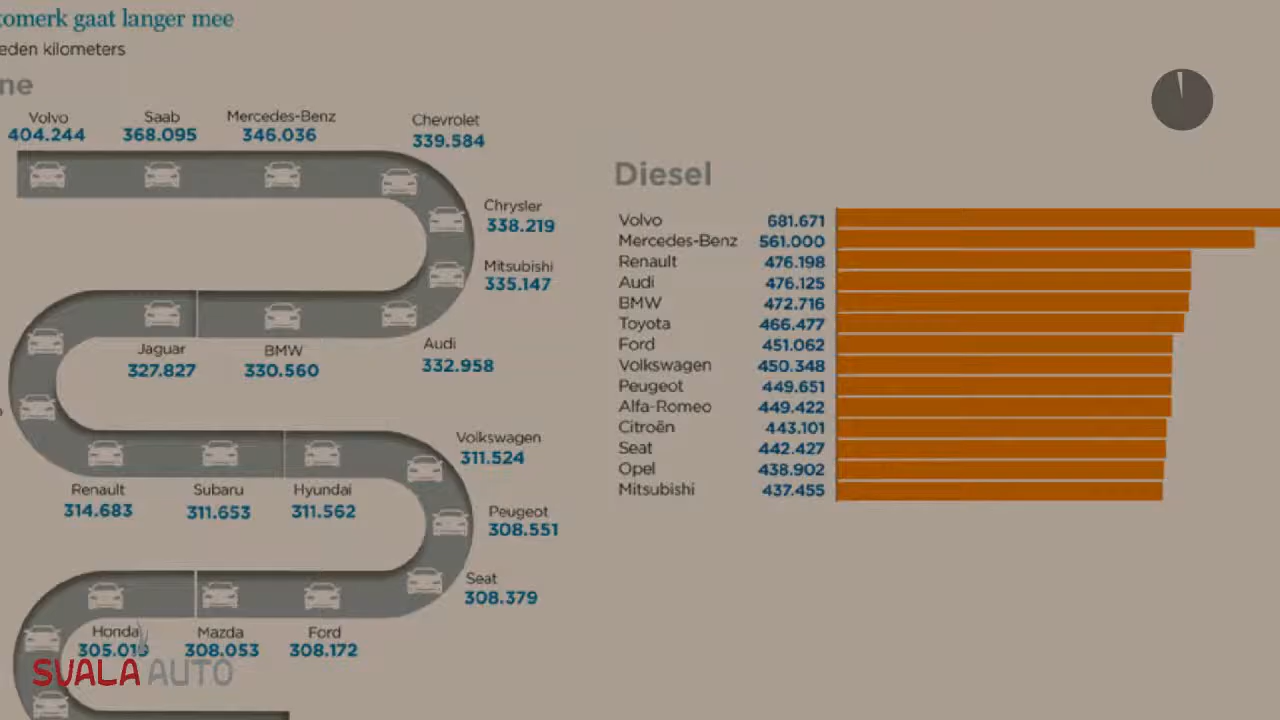 tomerk gaat langer mee
eden kilometers
ne
Volvo
404.244
Saab
368.095
Mercedes-Benz
346.036
Chevrolet
339.584
Chrysler
338.219
Mitsubishi
335.147
Audi
332.958
BMW
330.560
Jaguar
327.827
Renault
314.683
Subaru
311.653
Hyundai
311.562
Volkswagen
311.524
Peugeot
308.551
Seat
308.379
Ford
308.172
Mazda
308.053
Honda
305.019
SVALA AUTO
Diesel
Volvo 681.671
Mercedes-Benz 561.000
Renault 476.198
Audi 476.125
BMW 472.716
Toyota 466.477
Ford 451.062
Volkswagen 450.348
Peugeot 449.651
Alfa-Romeo 449.422
Citroën 443.101
Seat 442.427
Opel 438.902
Mitsubishi 437.455